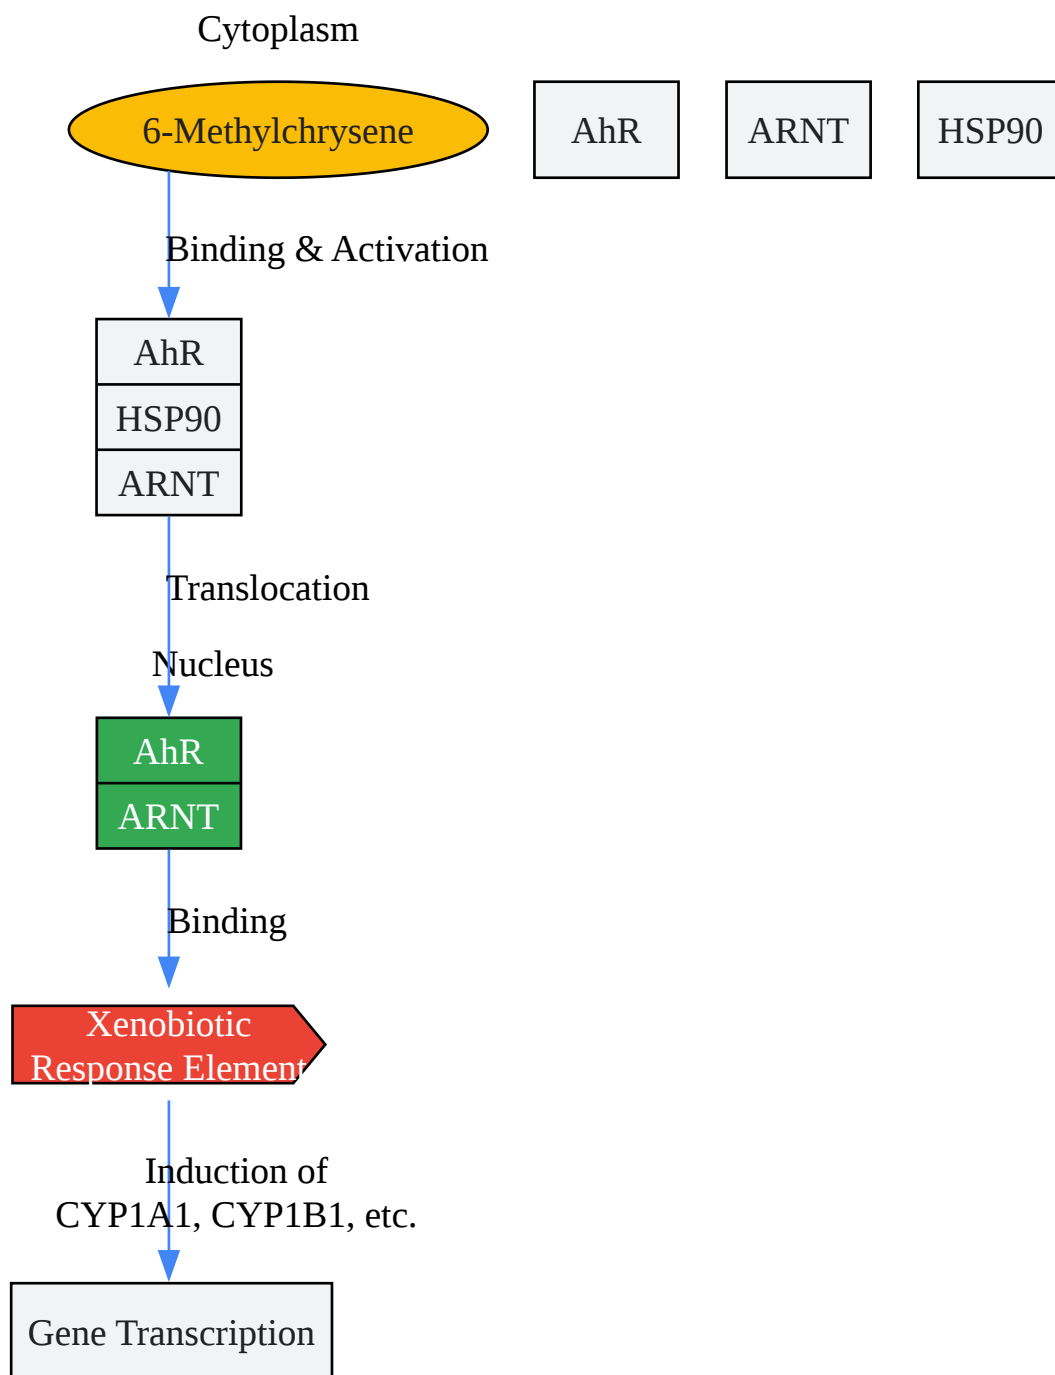 Cytoplasm
6-Methylchrysene
AhR
ARNT
HSP90
Binding & Activation
AhR
HSP90
ARNT
Translocation
Nucleus
AhR
ARNT
Binding
Xenobiotic
Response Element
Induction of
CYP1A1, CYP1B1, etc.
Gene Transcription